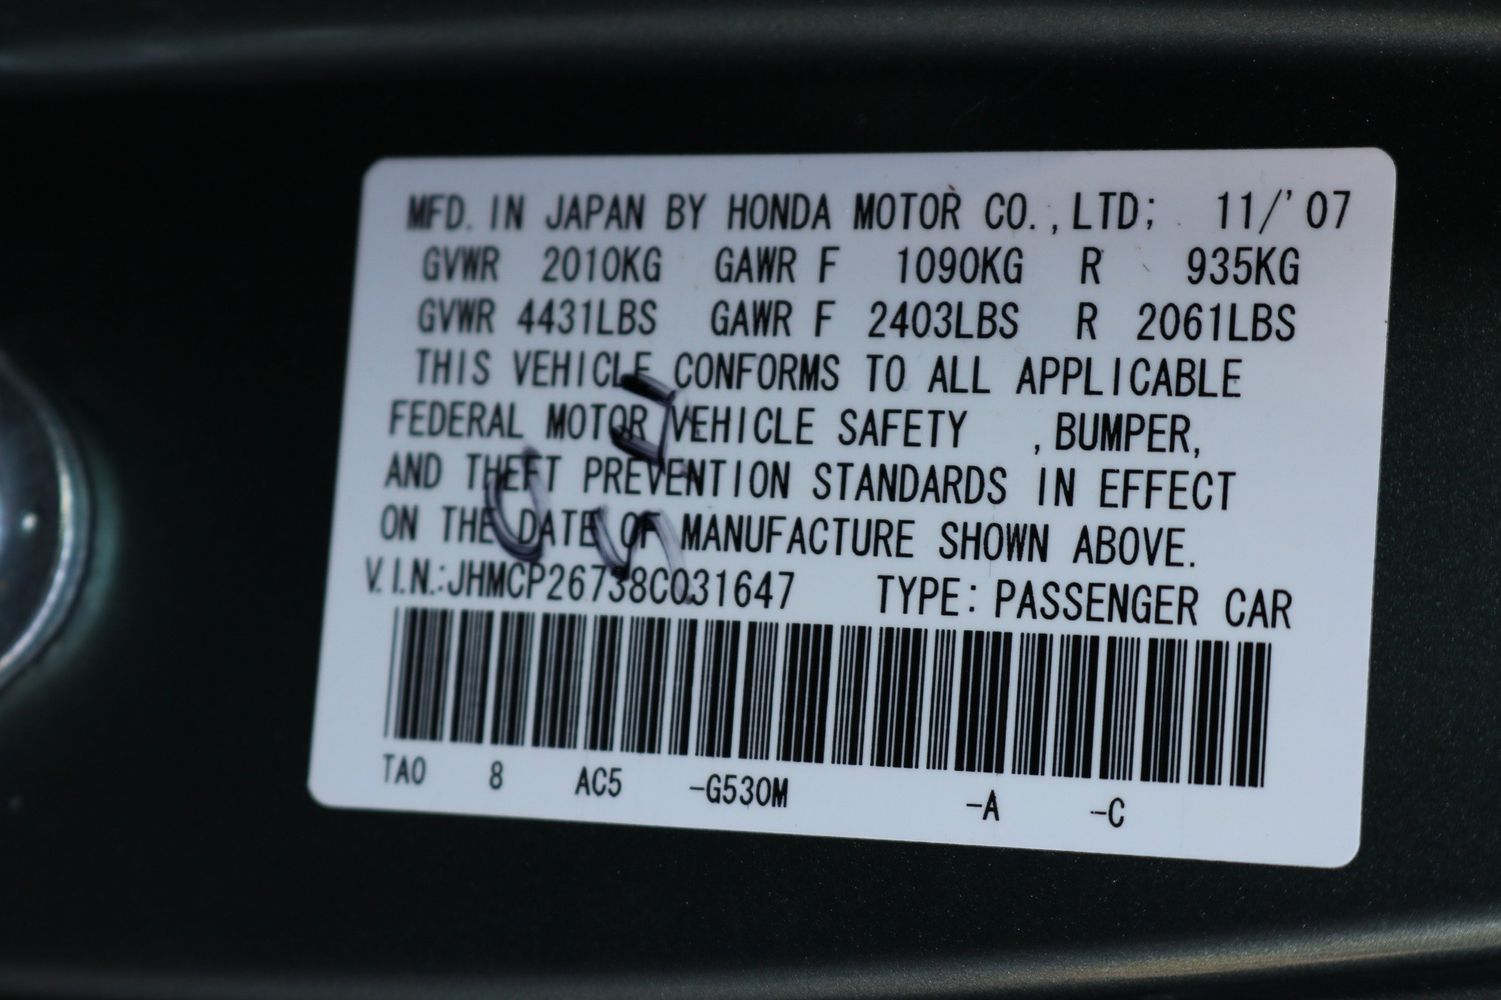 MFD. IN JAPAN BY HONDA MOTOR CO.,LTD; 11/'07
GVWR 2010KG GAWR F 1090KG R 935KG
GVWR 4431LBS GAWR F 2403LBS R 2061LBS
THIS VEHICLE CONFORMS TO ALL APPLICABLE
FEDERAL MOTOR VEHICLE SAFETY ,BUMPER,
AND THEFT PREVENTION STANDARDS IN EFFECT
ON THE DATE OF MANUFACTURE SHOWN ABOVE.
V.I.N.:JHMCP26738C031647 TYPE: PASSENGER CAR
TA0 8 AC5 -G530M -A -C